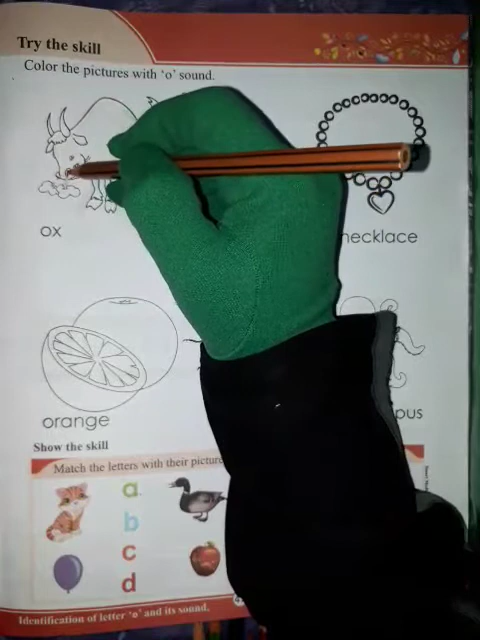 Try the skill
Color the pictures with 'o' sound.
ox
necklace
orange
pus
Show the skill
Match the letters with their picture
a
b
c
d
Identification of letter 'o' and its sound.